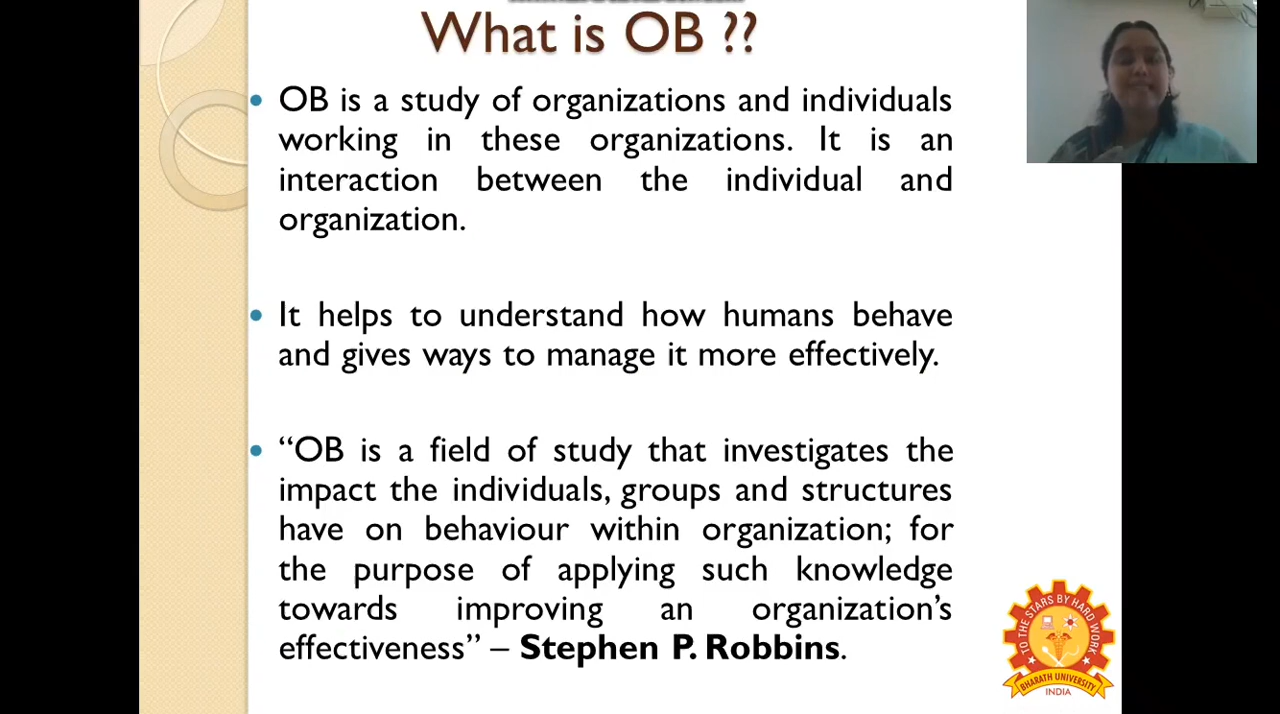 What is OB ??
• OB is a study of organizations and individuals
working in these organizations. It is an
interaction between the individual and
organization.
• It helps to understand how humans behave
and gives ways to manage it more effectively.
• “OB is a field of study that investigates the
impact the individuals, groups and structures
have on behaviour within organization; for
the purpose of applying such knowledge
towards improving an organization’s
effectiveness” – Stephen P. Robbins.
TO THE STARS BY HARD WORK
BHARATH UNIVERSITY
INDIA